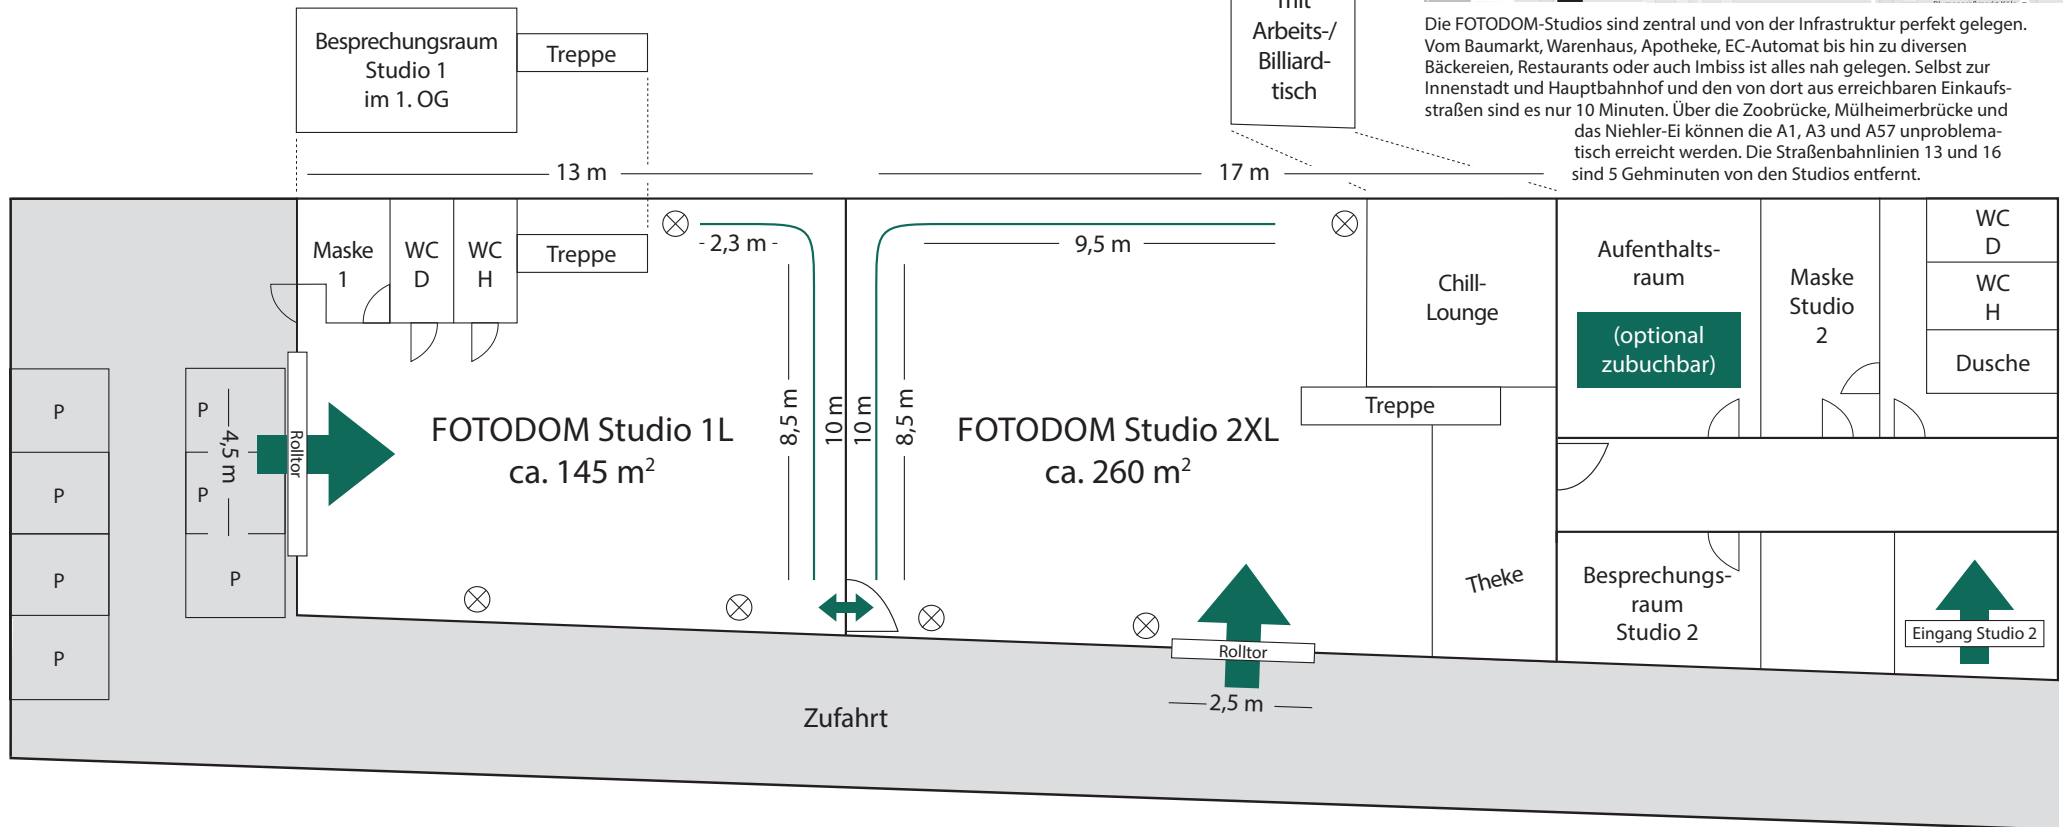 Besprechungsraum
Studio 1
im 1. OG
Treppe
mit
Arbeits-/
Billiard-
tisch
Die FOTODOM-Studios sind zentral und von der Infrastruktur perfekt gelegen.
Vom Baumarkt, Warenhaus, Apotheke, EC-Automat bis hin zu diversen
Bäckereien, Restaurants oder auch Imbiss ist alles nah gelegen. Selbst zur
Innenstadt und Hauptbahnhof und den von dort aus erreichbaren Einkaufs-
straßen sind es nur 10 Minuten. Über die Zoobrücke, Mülheimerbrücke und
das Niehler-Ei können die A1, A3 und A57 unproblema-
tisch erreicht werden. Die Straßenbahnlinien 13 und 16
sind 5 Gehminuten von den Studios entfernt.
13 m
17 m
Maske
1
WC
D
WC
H
Treppe
2,3 m
9,5 m
Chill-
Lounge
Aufenthalts-
raum
(optional
zubuchbar)
Maske
Studio
2
WC
D
WC
H
Dusche
P
P
P
P
P
P
P
4,5 m
Rolltor
FOTODOM Studio 1L
ca. 145 m²
8,5 m
10 m
10 m
8,5 m
FOTODOM Studio 2XL
ca. 260 m²
Treppe
Theke
Besprechungs-
raum
Studio 2
Eingang Studio 2
Rolltor
2,5 m
Zufahrt